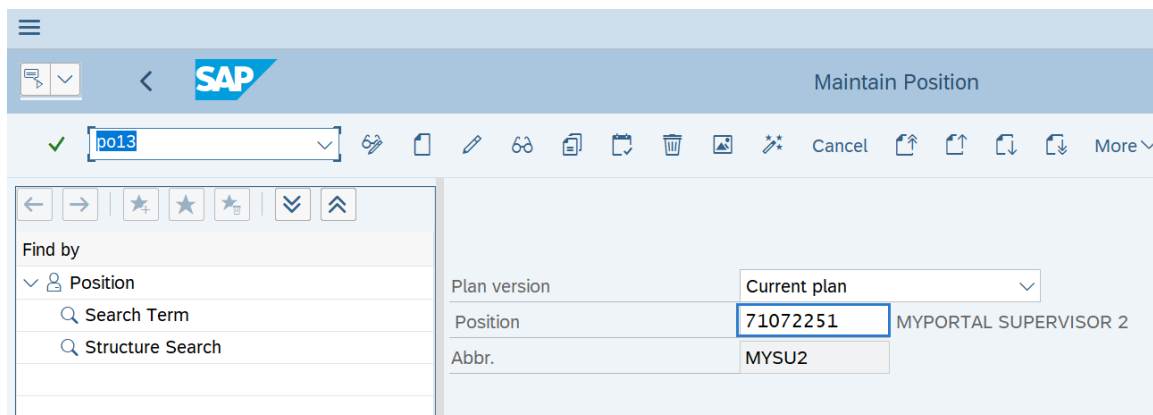 SAP
Maintain Position
po13
Cancel
More
Find by
Position
Search Term
Structure Search
Plan version
Current plan
Position
71072251
MYPORTAL SUPERVISOR 2
Abbr.
MYSU2